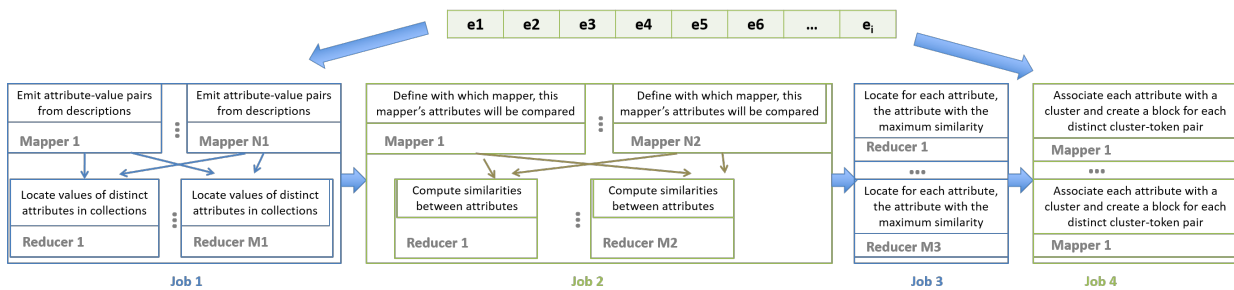 e1 e2 e3 e4 e5 e6 ... ei
Emit attribute-value pairs
from descriptions
Mapper 1
Emit attribute-value pairs
from descriptions
Mapper N1
Locate values of distinct
attributes in collections
Reducer 1
Locate values of distinct
attributes in collections
Reducer M1
Job 1
Define with which mapper, this
mapper's attributes will be compared
Mapper 1
Define with which mapper, this
mapper's attributes will be compared
Mapper N2
Compute similarities
between attributes
Reducer 1
Compute similarities
between attributes
Reducer M2
Job 2
Locate for each attribute,
the attribute with the
maximum similarity
Reducer 1
...
Locate for each attribute,
the attribute with the
maximum similarity
Reducer M3
Job 3
Associate each attribute with a
cluster and create a block for each
distinct cluster-token pair
Mapper 1
...
Associate each attribute with a
cluster and create a block for each
distinct cluster-token pair
Mapper 1
Job 4